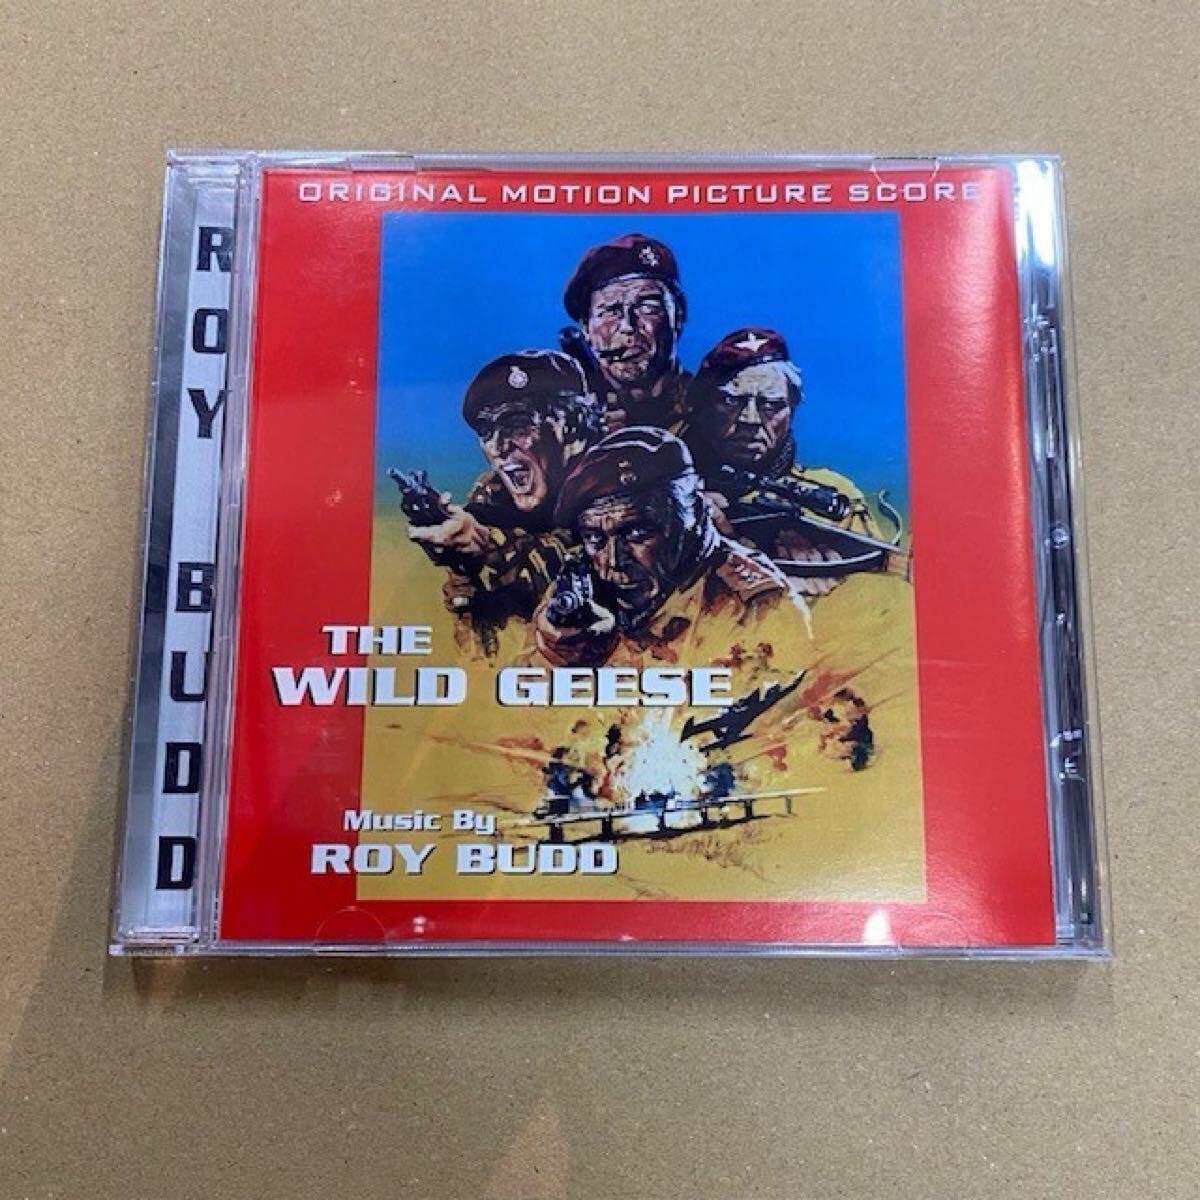 ROY BUDD
ORIGINAL MOTION PICTURE SCORE
THE
WILD GEESE
Music By
ROY BUDD